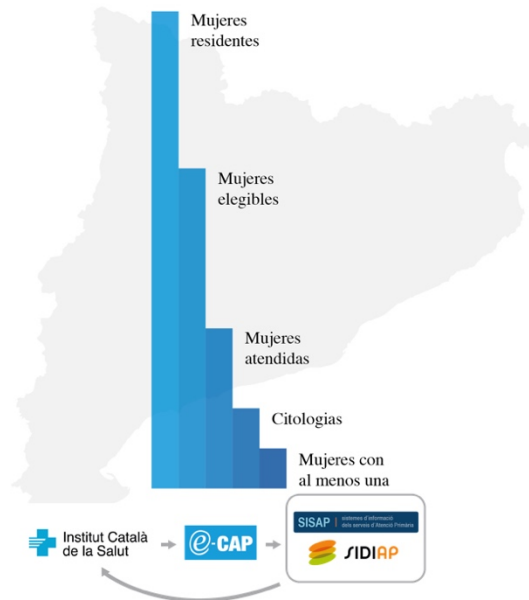 Mujeres
residentes
Mujeres
elegibles
Mujeres
atendidas
Citologias
Mujeres con
al menos una
Institut Català
de la Salut
e-CAP
SISAP
sistemes d'informació
dels serveis d'Atenció Primària
SIDIAP